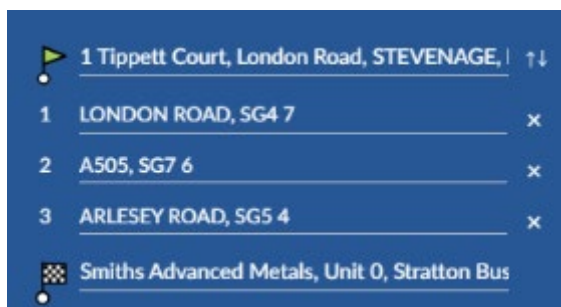 1 Tippett Court, London Road, STEVENAGE,
1 LONDON ROAD, SG4 7
2 A505, SG7 6
3 ARLESEY ROAD, SG5 4
Smiths Advanced Metals, Unit 0, Stratton Bus